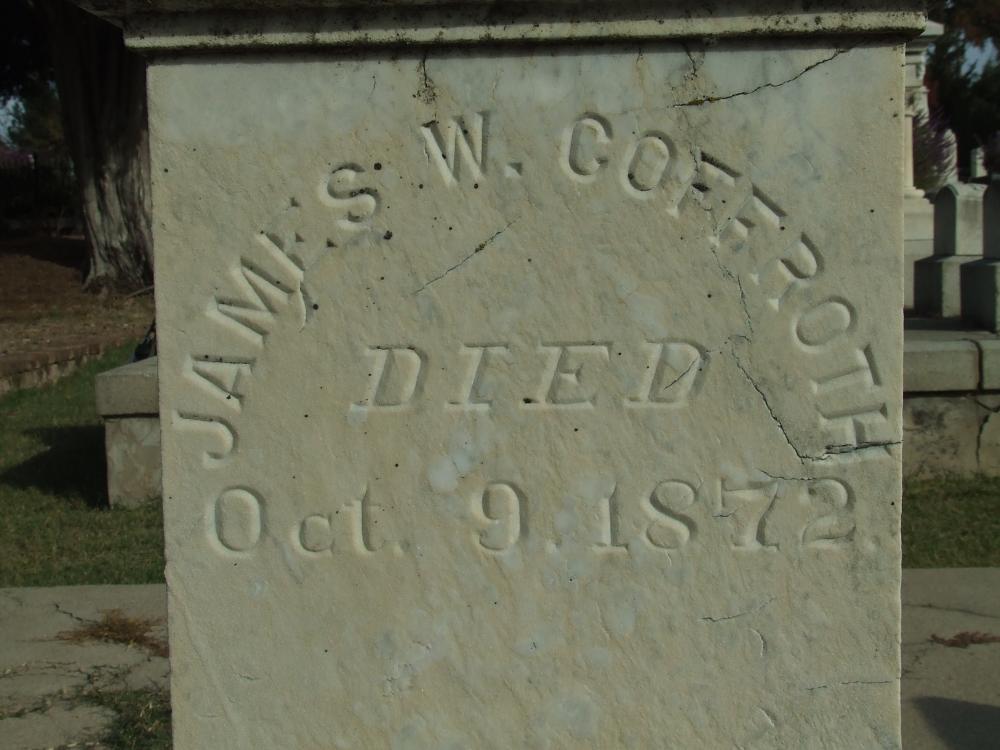 JAMES W. COFFROTH
DIED
Oct. 9. 1872.